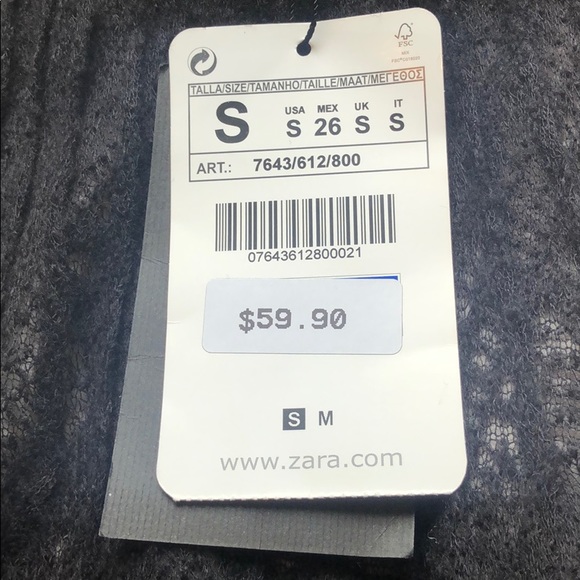 FSC
TALLA/SIZE/TAMANHO/TAILLE/MAAT/ΜΕΓΕΘΟΣ
S
USA MEX UK IT
S 26 S S
ART.: 7643/612/800
07643612800021
$59.90
S M
www.zara.com